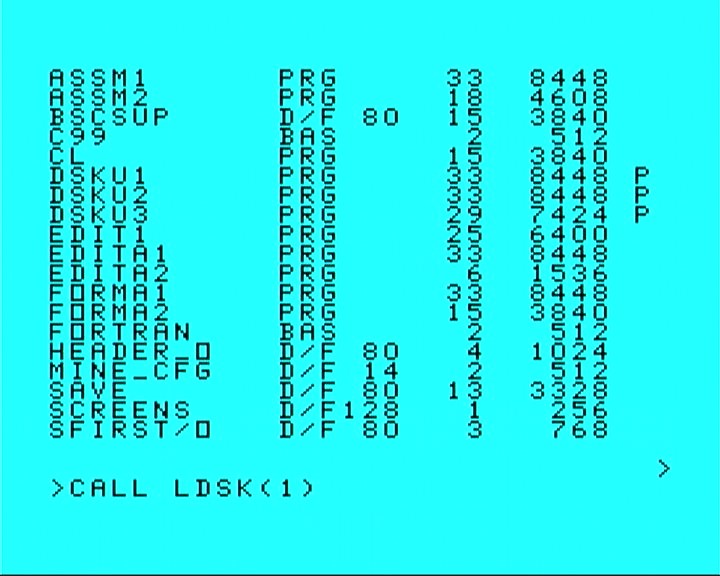 ASSM1 PRG 33 8448
ASSM2 PRG 18 4608
BSCSUP D/F 80 15 3840
C99 BAS 2 512
CL PRG 15 3840
DSKU1 PRG 33 8448 P
DSKU2 PRG 33 8448 P
DSKU3 PRG 29 7424 P
EDIT1 PRG 25 6400
EDITA1 PRG 33 8448
EDITA2 PRG 6 1536
FORMA1 PRG 33 8448
FORMA2 PRG 15 3840
FORTRAN BAS 2 512
HEADER_O D/F 80 4 1024
MINE_CFG D/F 14 2 512
SAVE D/F 80 13 3328
SCREENS D/F128 1 256
SFIRST/O D/F 80 3 768
>
>CALL LDSK(1)